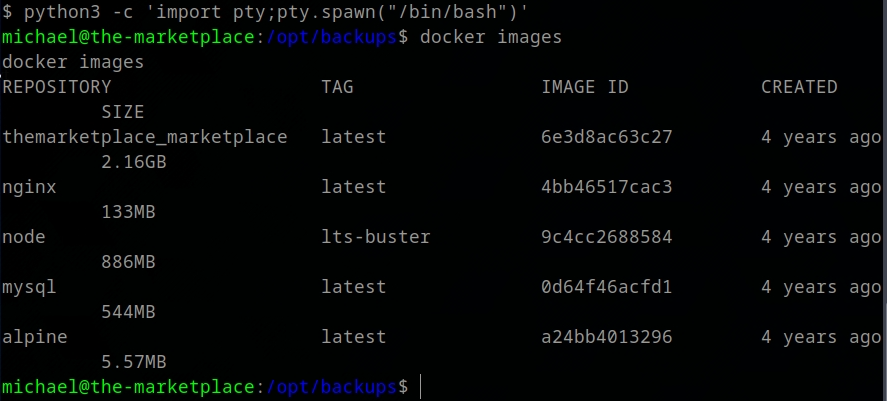 $ python3 -c 'import pty;pty.spawn("/bin/bash")'
michael@the-marketplace:/opt/backups$ docker images
docker images
REPOSITORY                   TAG                 IMAGE ID            CREATED
         SIZE
themarketplace_marketplace   latest              6e3d8ac63c27        4 years ago
         2.16GB
nginx                        latest              4bb46517cac3        4 years ago
         133MB
node                         lts-buster          9c4cc2688584        4 years ago
         886MB
mysql                        latest              0d64f46acfd1        4 years ago
         544MB
alpine                       latest              a24bb4013296        4 years ago
         5.57MB
michael@the-marketplace:/opt/backups$